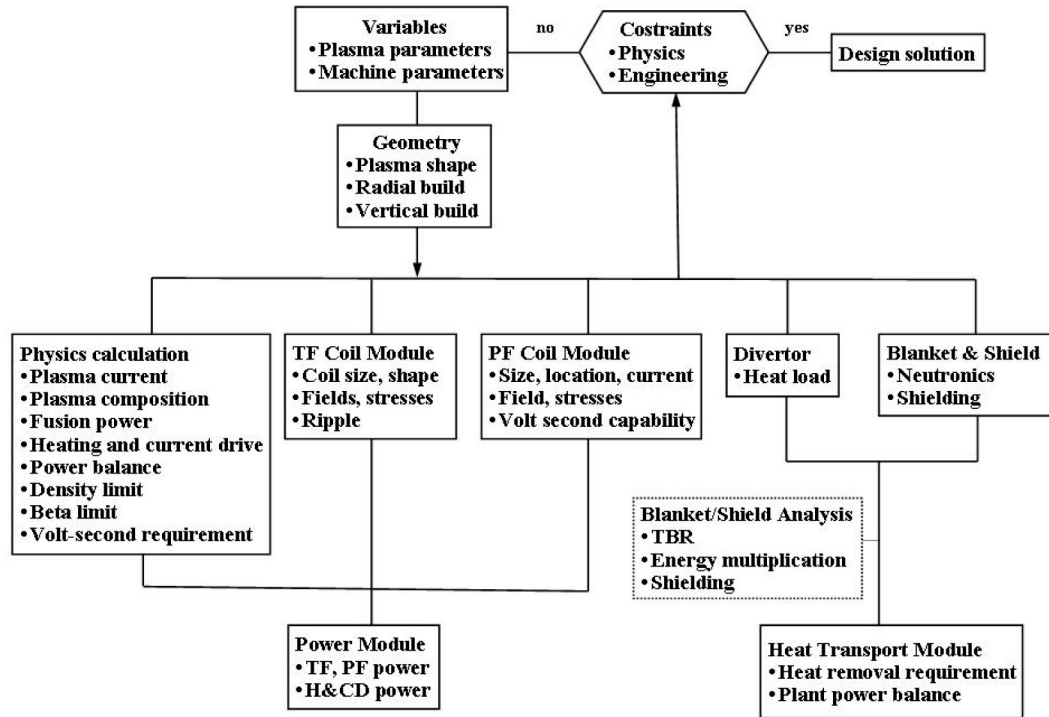 Variables
•Plasma parameters
•Machine parameters
no
Costraints
•Physics
•Engineering
yes
Design solution
Geometry
•Plasma shape
•Radial build
•Vertical build
Physics calculation
•Plasma current
•Plasma composition
•Fusion power
•Heating and current drive
•Power balance
•Density limit
•Beta limit
•Volt-second requirement
TF Coil Module
•Coil size, shape
•Fields, stresses
•Ripple
PF Coil Module
•Size, location, current
•Field, stresses
•Volt second capability
Divertor
•Heat load
Blanket & Shield
•Neutronics
•Shielding
Blanket/Shield Analysis
•TBR
•Energy multiplication
•Shielding
Power Module
•TF, PF power
•H&CD power
Heat Transport Module
•Heat removal requirement
•Plant power balance